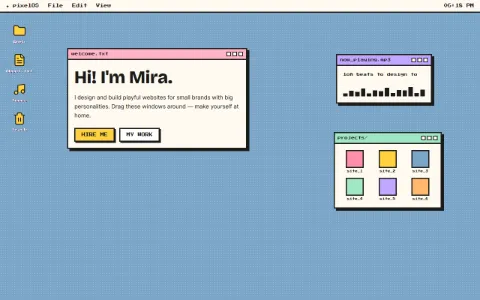 pixelOS File Edit View
06:15 PM
welcome.txt
Hi! I'm Mira.
I design and build playful websites for small brands with big
personalities. Drag these windows around — make yourself at
home.
HIRE ME
MY WORK
now_playing.mp3
lofi beats to design to
projects/
site_1 site_2 site_3
site_4 site_5 site_6